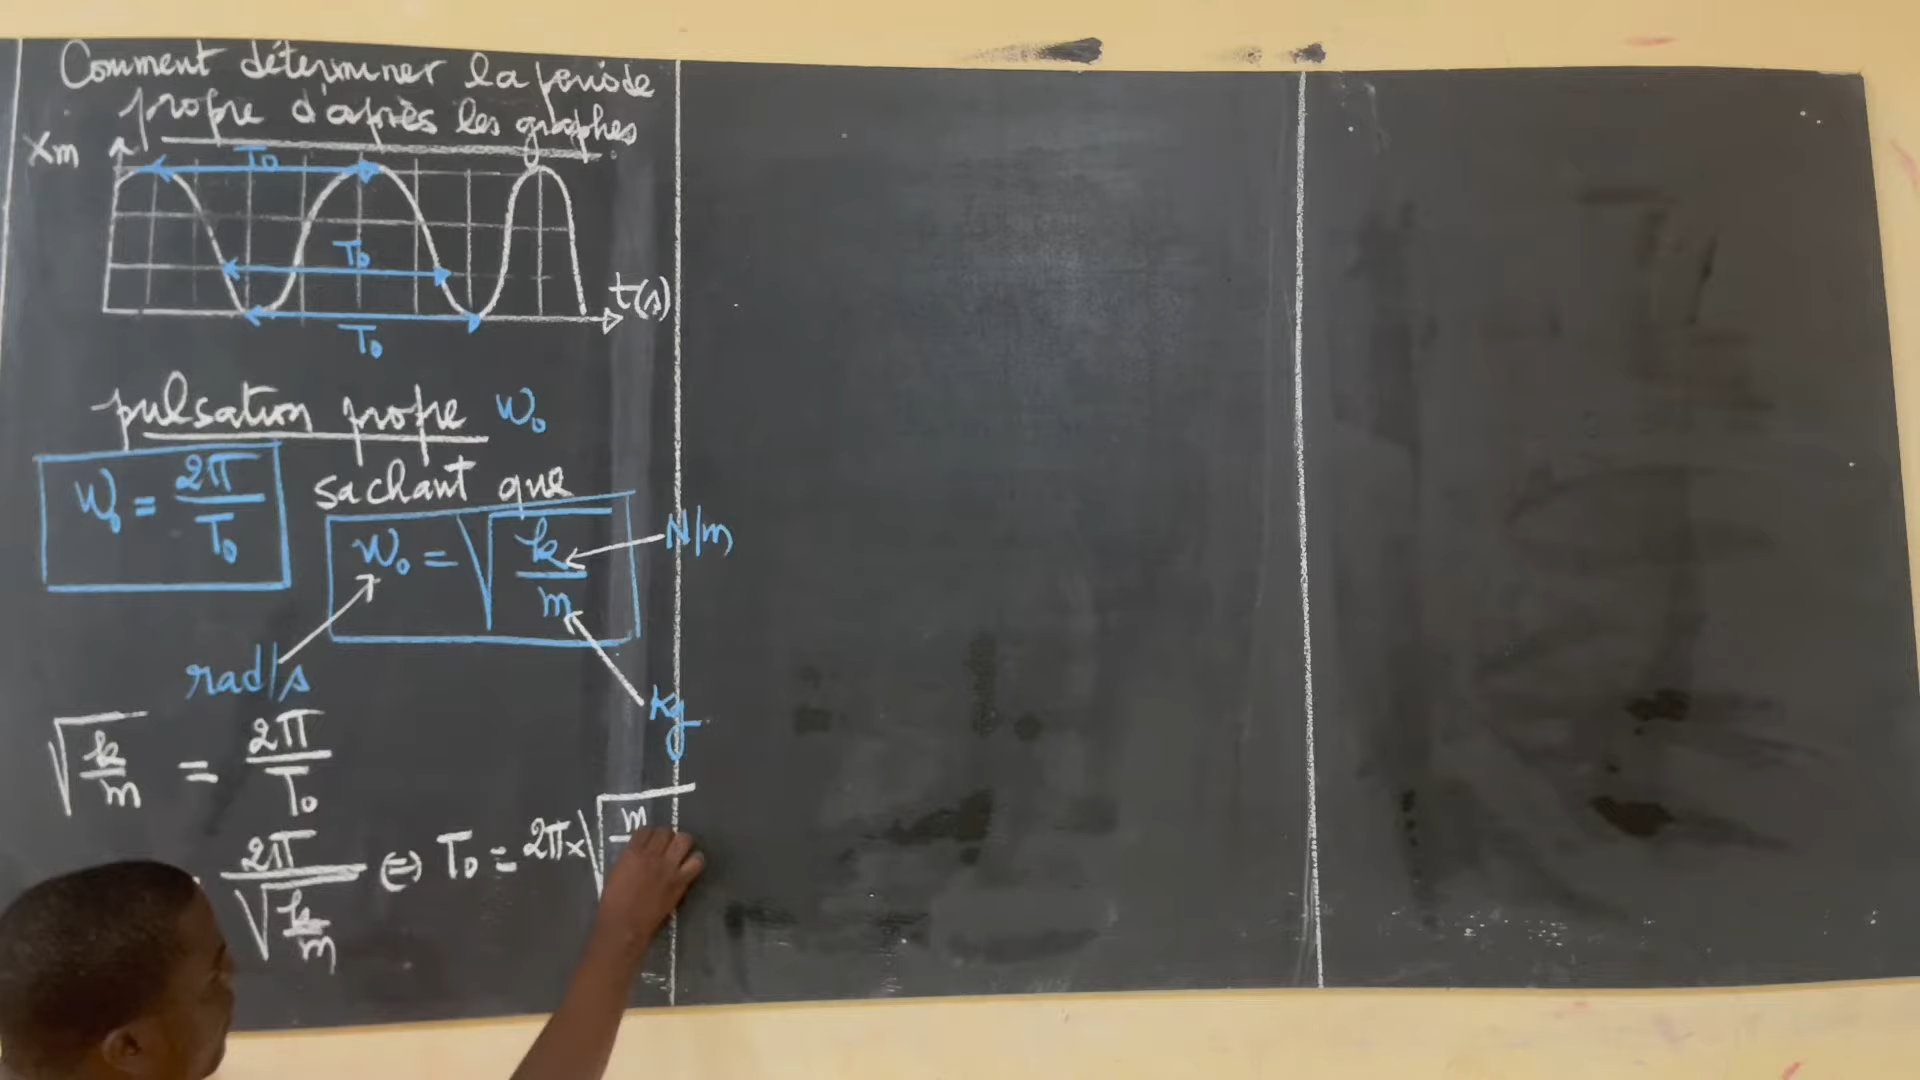 Comment déterminer la periode
propre d'après les graphes
Xm
T₀
T₀
t(s)
T₀
pulsation propre W₀
W₀ = 2π/T₀
sachant que
W₀ = √(k/m)
N/m
rad/s
kg
√(k/m) = 2π/T₀
2π/√(k/m) ⇔ T₀ = 2π×√(m